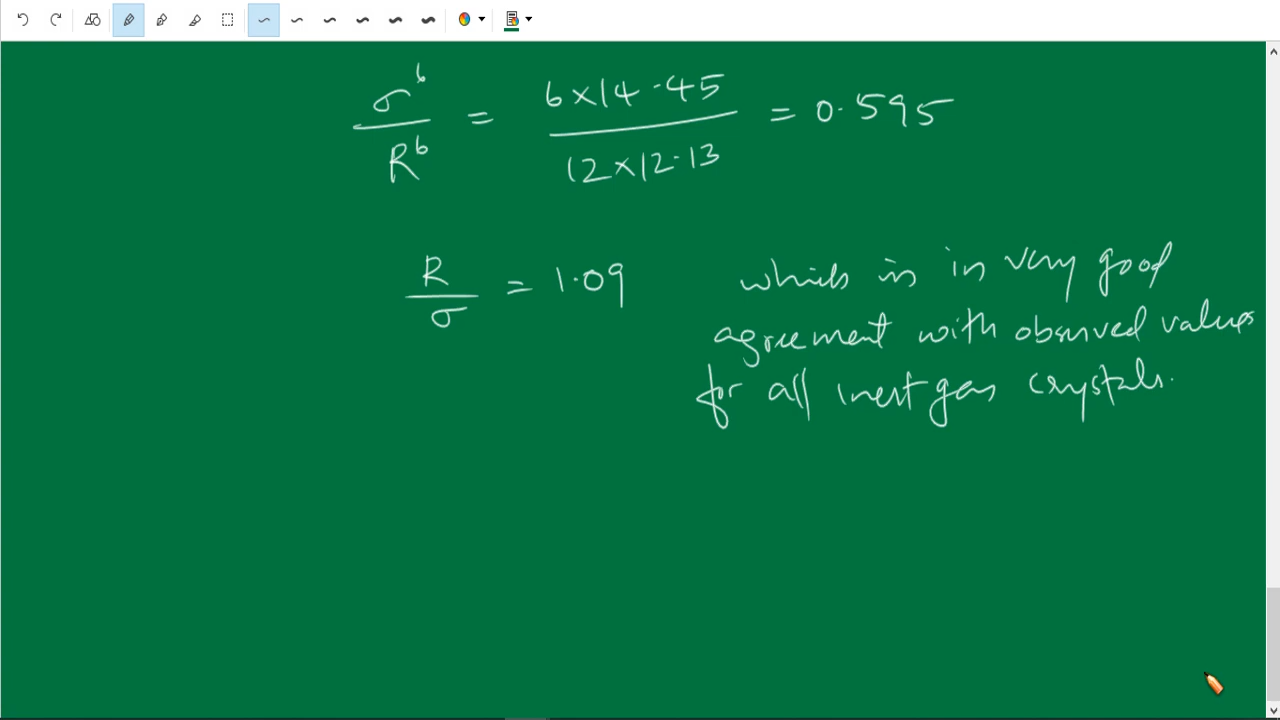 σ⁶/R⁶ = 6×14.45/12×12.13 = 0.595
R/σ = 1.09 which is in very good
agreement with observed values
for all inert gas crystals.